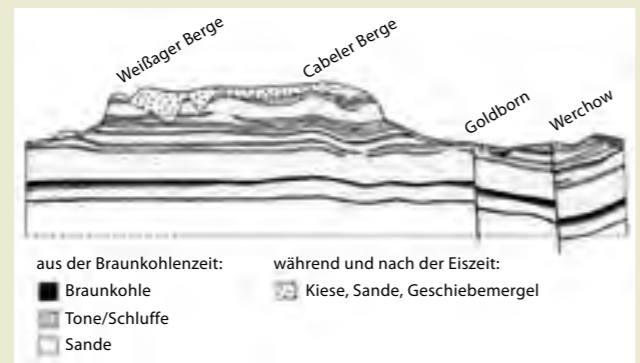 Weißager Berge
Cabeler Berge
Goldborn
Werchow
aus der Braunkohlenzeit:
Braunkohle
Tone/Schluffe
Sande
während und nach der Eiszeit:
Kiese, Sande, Geschiebemergel